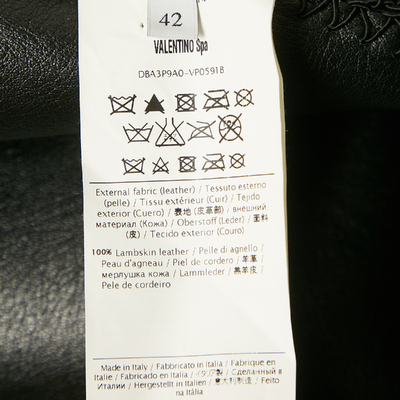 42
VALENTINO Spa
DBA3P9A0-VP0591B
External fabric (leather) / Tessuto esterno
(pelle) / Tissu extérieur (Cuir) / Tejido
exterior (Cuero) / 表地 (皮革部) / внешний
материал (Кожа) / Oberstoff (Leder) / 面料
(皮) / Tecido exterior (Couro)
100% Lambskin leather / Pelle di agnello /
Peau d'agneau / Piel de cordero / 羊革 /
мерлушка кожа / Lammleder / 羔羊皮 /
Pele de cordeiro
Made in Italy / Fabbricato in Italia / Fabrique en
Italie / Fabricado en Italia / イタリア製 / Сделанный в
Италии / Hergestellt in Italien / 意大利制造 / Feito
na Itália